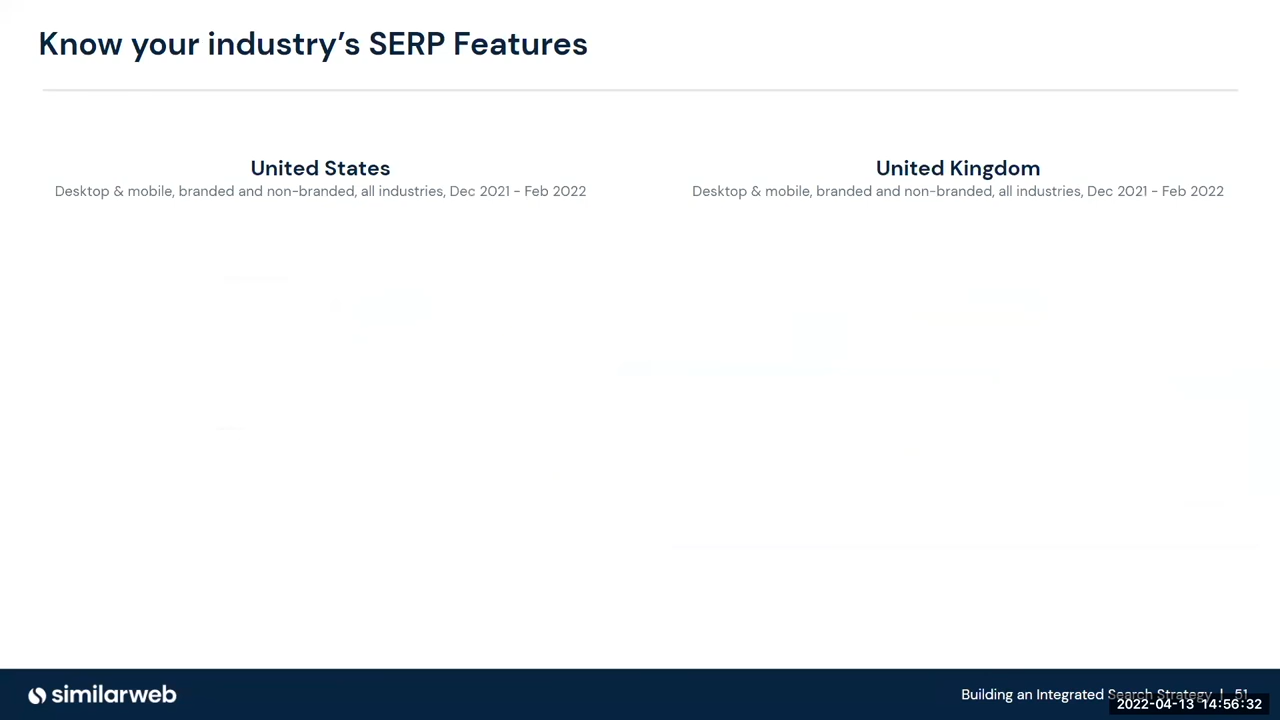 Know your industry’s SERP Features
United States
Desktop & mobile, branded and non-branded, all industries, Dec 2021 - Feb 2022
United Kingdom
Desktop & mobile, branded and non-branded, all industries, Dec 2021 - Feb 2022
similarweb
Building an Integrated Search Strategy | 51
2022-04-13 14:56:32